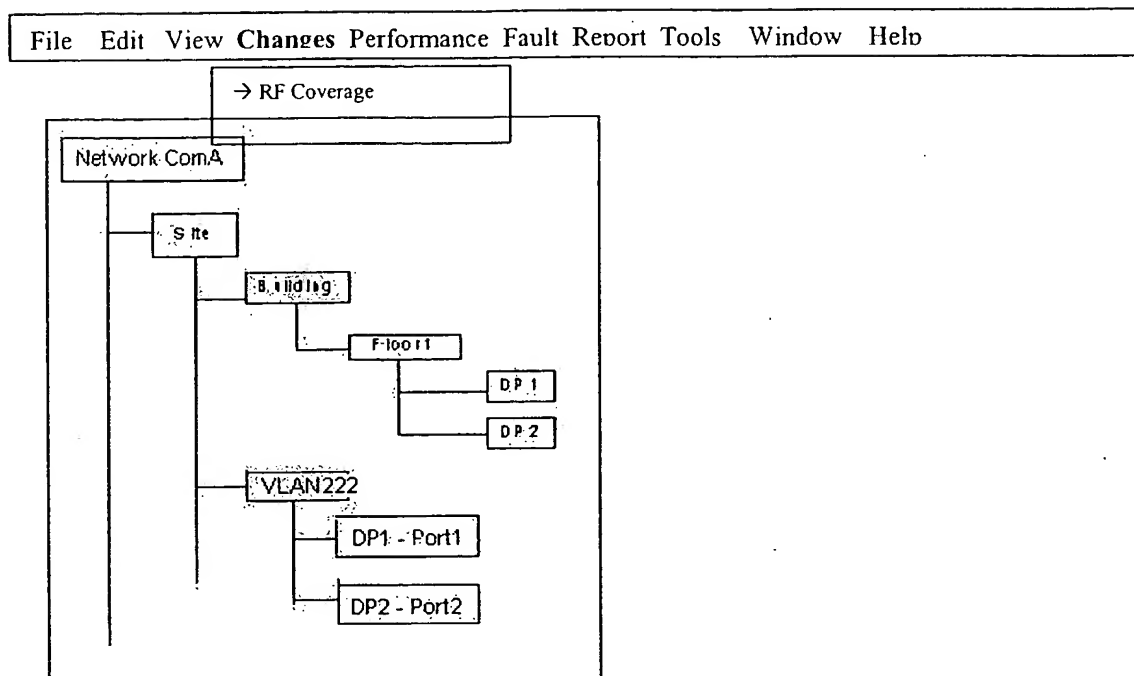 File Edit View Changes Performance Fault Report Tools Window Help
→ RF Coverage
Network ComA
Site
Building
Floor1
DP 1
DP 2
VLAN222
DP1 - Port1
DP2 - Port2